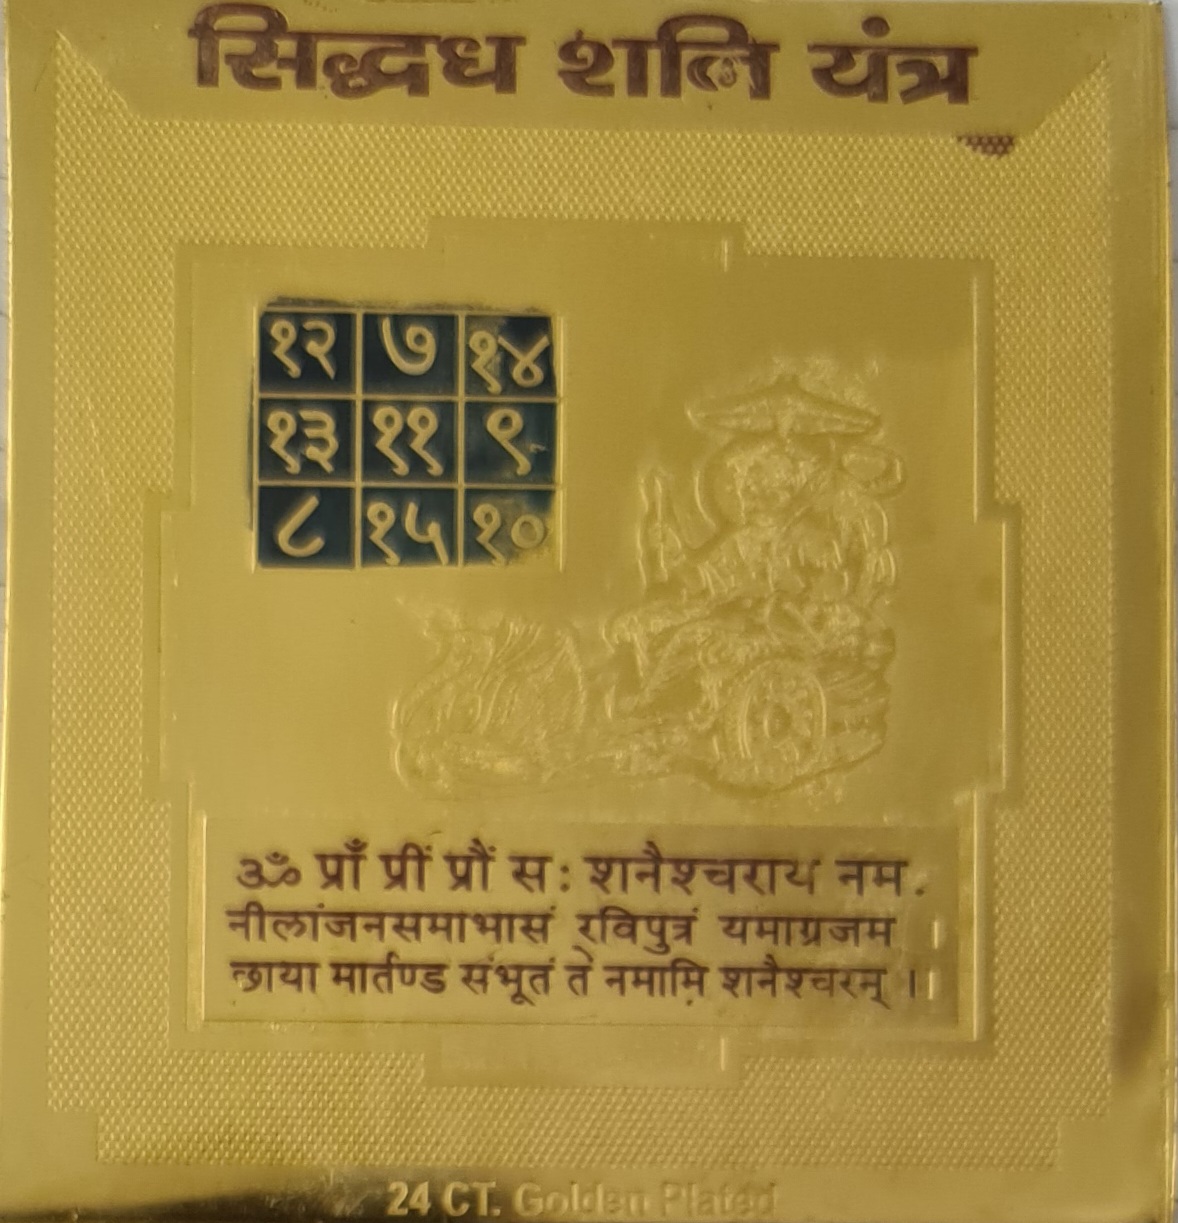 सिद्धध शनि यंत्र
१२ ७ १४
१३ ११ ९
८ १५ १०
ॐ प्राँ प्रीं प्रौं सः शनैश्चराय नम.
नीलांजनसमाभासं रविपुत्रं यमाग्रजम
छाया मार्तण्ड संभूतं तं नमामि शनैश्चरम् ।
24 CT. Golden Plated